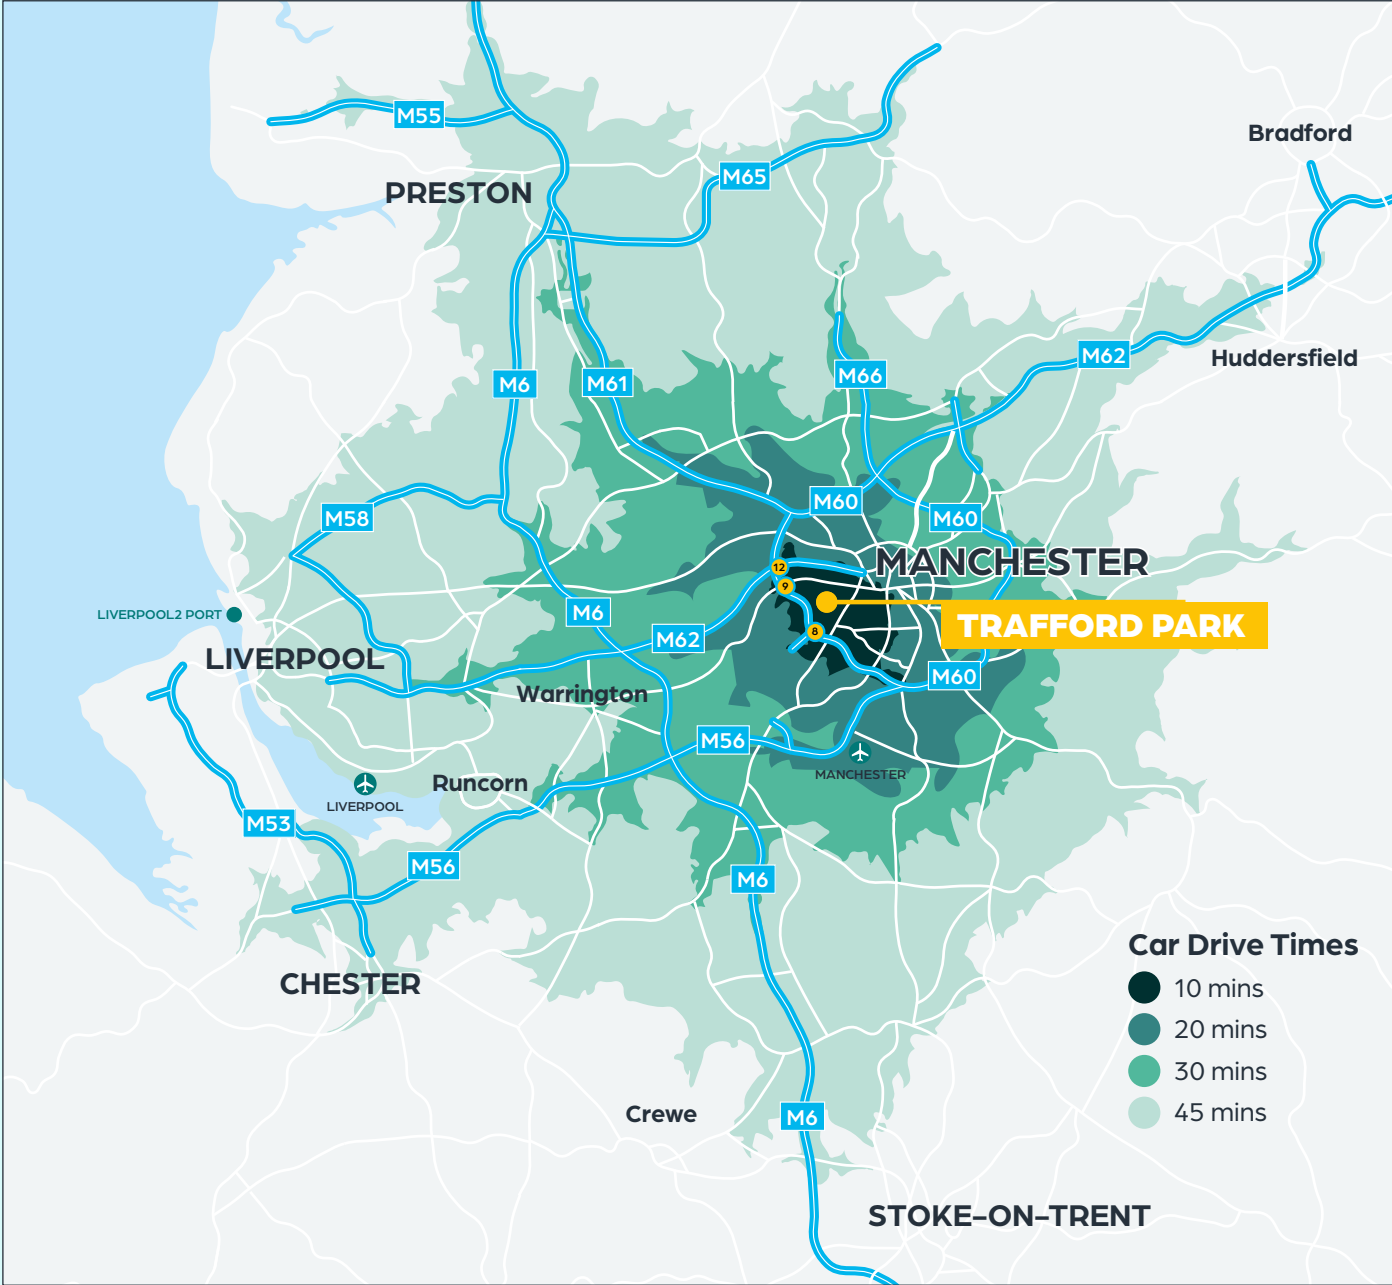 M55
Bradford
M65
PRESTON
M62
Huddersfield
M6
M61
M66
M60
M58
M60
MANCHESTER
12
9
LIVERPOOL2 PORT
M6
TRAFFORD PARK
8
M62
LIVERPOOL
M60
Warrington
M56
MANCHESTER
Runcorn
LIVERPOOL
M53
M56
M6
Car Drive Times
CHESTER
10 mins
20 mins
30 mins
45 mins
Crewe
M6
STOKE-ON-TRENT